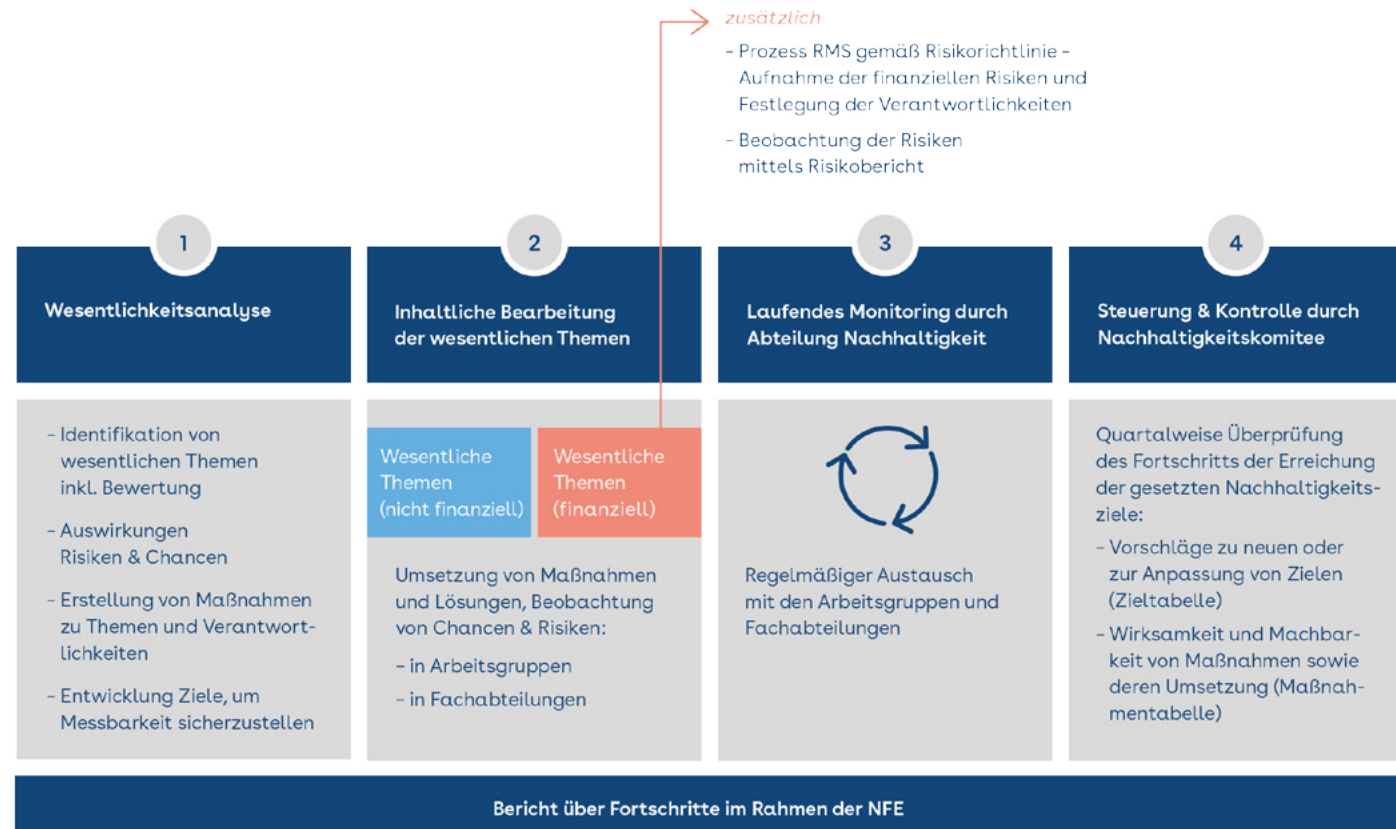 zusätzlich
– Prozess RMS gemäß Risikorichtlinie –
Aufnahme der finanziellen Risiken und
Festlegung der Verantwortlichkeiten
– Beobachtung der Risiken
mittels Risikobericht
1
Wesentlichkeitsanalyse
– Identifikation von
wesentlichen Themen
inkl. Bewertung
– Auswirkungen
Risiken & Chancen
– Erstellung von Maßnahmen
zu Themen und Verantwort-
lichkeiten
– Entwicklung Ziele, um
Messbarkeit sicherzustellen
2
Inhaltliche Bearbeitung
der wesentlichen Themen
Wesentliche
Themen
(nicht finanziell)
Wesentliche
Themen
(finanziell)
Umsetzung von Maßnahmen
und Lösungen, Beobachtung
von Chancen & Risiken:
– in Arbeitsgruppen
– in Fachabteilungen
3
Laufendes Monitoring durch
Abteilung Nachhaltigkeit
Regelmäßiger Austausch
mit den Arbeitsgruppen und
Fachabteilungen
4
Steuerung & Kontrolle durch
Nachhaltigkeitskomitee
Quartalweise Überprüfung
des Fortschritts der Erreichung
der gesetzten Nachhaltigkeits-
ziele:
– Vorschläge zu neuen oder
zur Anpassung von Zielen
(Zieltabelle)
– Wirksamkeit und Machbar-
keit von Maßnahmen sowie
deren Umsetzung (Maßnah-
mentabelle)
Bericht über Fortschritte im Rahmen der NFE